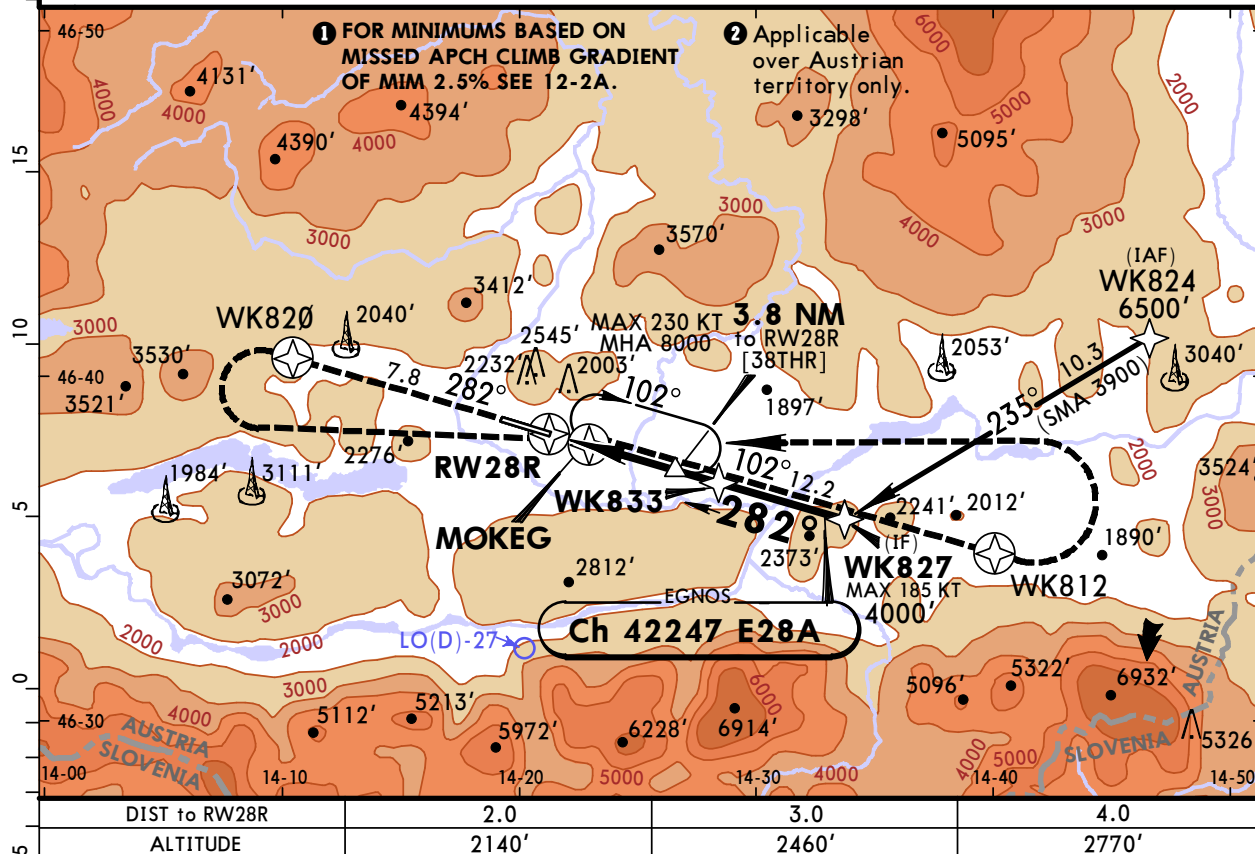 46-50
❶ FOR MINIMUMS BASED ON
MISSED APCH CLIMB GRADIENT
OF MIM 2.5% SEE 12-2A.
❷ Applicable
over Austrian
territory only.
6000
5000
2000
4000
4131'
4000
4394'
4390'
4000
3298'
5095'
15
3000
3000
4000
3000
3570'
(IAF)
WK824
6500'
3412'
WK82Ø
2040'
3000
3530'
3521'
46-40
10
2545'
2232'
2003'
MAX 230 KT
MHA 8000
3.8 NM
to RW28R
[38THR]
2053'
3040'
10.3
235°
(SMA 3900)
7.8
282°
102°
1897'
2276'
RW28R
102°
12.2
2000
3524'
3000
1984'
3111'
WK833
282°
2241'
2012'
5
MOKEG
2373'
(IF)
WK827
MAX 185 KT
4000'
WK812
1890'
2812'
3072'
3000
EGNOS
Ch 42247 E28A
2000
2000
LO(D)-27
AUSTRIA
0
3000
4000
46-30
5112'
5213'
5972'
6228'
6914'
6000
5096'
5322'
6932'
5326
AUSTRIA
SLOVENIA
SLOVENIA
5000
4000
4000
5000
14-00
14-10
14-20
14-30
14-40
14-50
DIST to RW28R 2.0 3.0 4.0
ALTITUDE 2140' 2460' 2770'
5